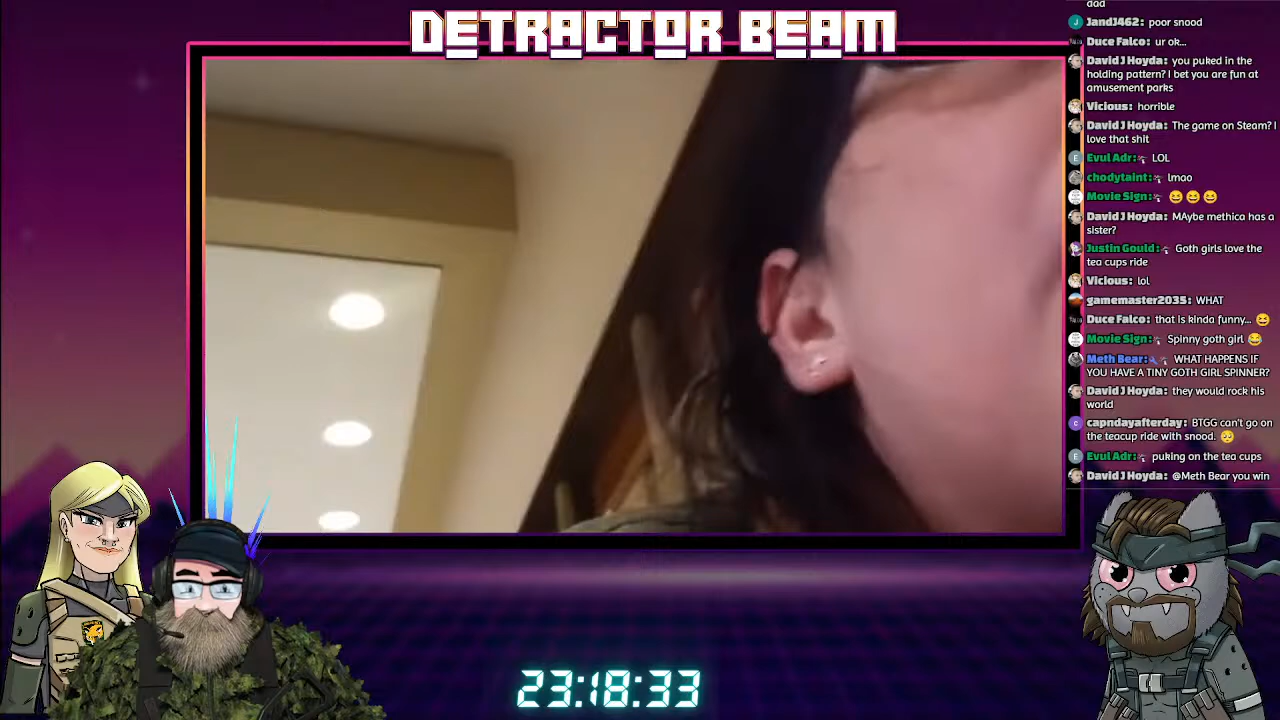 DETRACTOR BEAM
aaa
JandJ462: poor snood
Duce Falco: ur ok...
David J Hoyda: you puked in the
holding pattern? I bet you are fun at
amusement parks
Vicious: horrible
David J Hoyda: The game on Steam? I
love that shit
Evul Adr: LOL
chodytaint: lmao
Movie Sign: 😆 😆 😆
David J Hoyda: MAybe methica has a
sister?
Justin Gould: Goth girls love the
tea cups ride
Vicious: lol
gamemaster2035: WHAT
Duce Falco: that is kinda funny... 😆
Movie Sign: Spinny goth girl 😂
Meth Bear: WHAT HAPPENS IF
YOU HAVE A TINY GOTH GIRL SPINNER?
David J Hoyda: they would rock his
world
capndayafterday: BTGG can't go on
the teacup ride with snood. 🥺
Evul Adr: puking on the tea cups
David J Hoyda: @Meth Bear you win
23:18:33